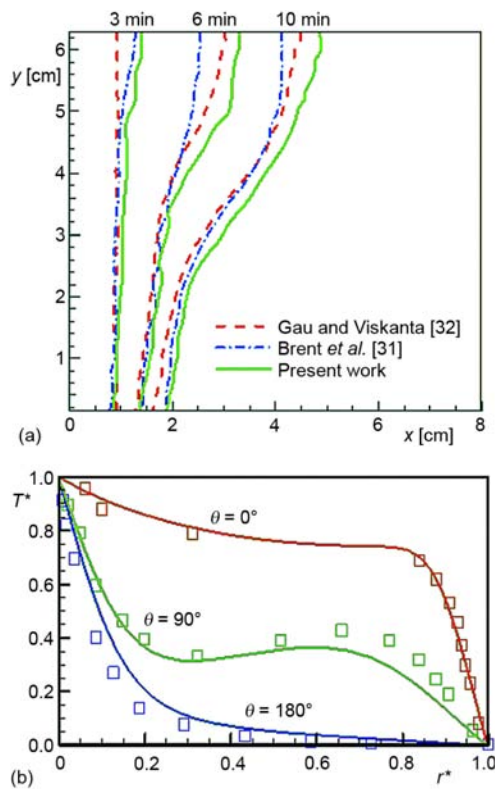 3 min 6 min 10 min
6
y [cm]
5
4
3
2
1
Gau and Viskanta [32]
Brent et al. [31]
Present work
(a)
0 2 4 x [cm] 8
1.0
T*
0.8
0.6
0.4
0.2
0.0
θ = 0°
θ = 90°
θ = 180°
0.0 0.2 0.4 0.6 0.8 1.0
(b)
r*